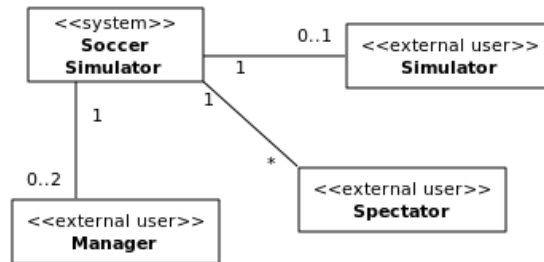 <<system>>
Soccer
Simulator
0..1
1
<<external user>>
Simulator
1
1
*
0..2
<<external user>>
Spectator
<<external user>>
Manager